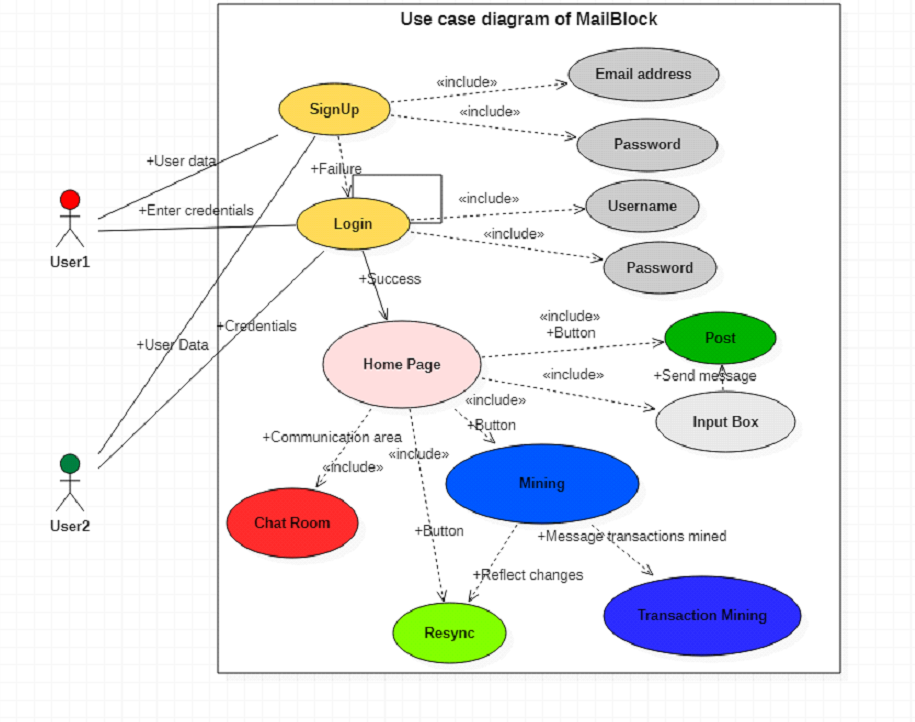 Use case diagram of MailBlock
«include»
Email address
SignUp
«include»
Password
+User data
+Failure
+Enter credentials
«include»
Username
Login
«include»
Password
User1
+Success
«include»
+Button
Post
+Credentials
+User Data
Home Page
«include»
+Send message
«include»
Input Box
+Button
+Communication area
«include»
«include»
Mining
Chat Room
User2
+Button
+Message transactions mined
+Reflect changes
Transaction Mining
Resync